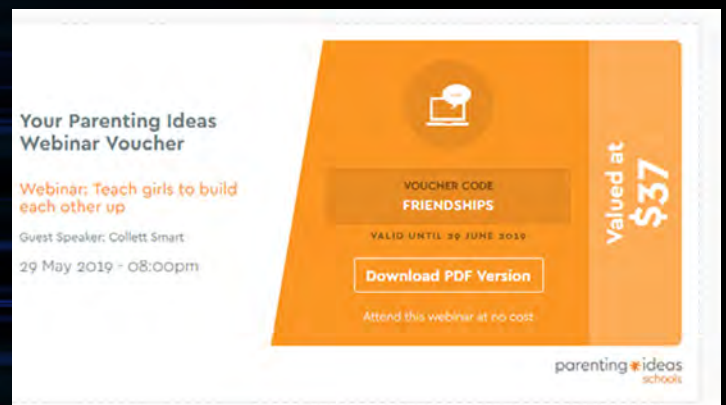 Your Parenting Ideas
Webinar Voucher
Webinar: Teach girls to build
each other up
Guest Speaker: Collett Smart
29 May 2019 - 08:00pm
VOUCHER CODE
FRIENDSHIPS
VALID UNTIL 29 JUNE 2019
Download PDF Version
Attend this webinar at no cost
Valued at
$37
parenting ideas
schools